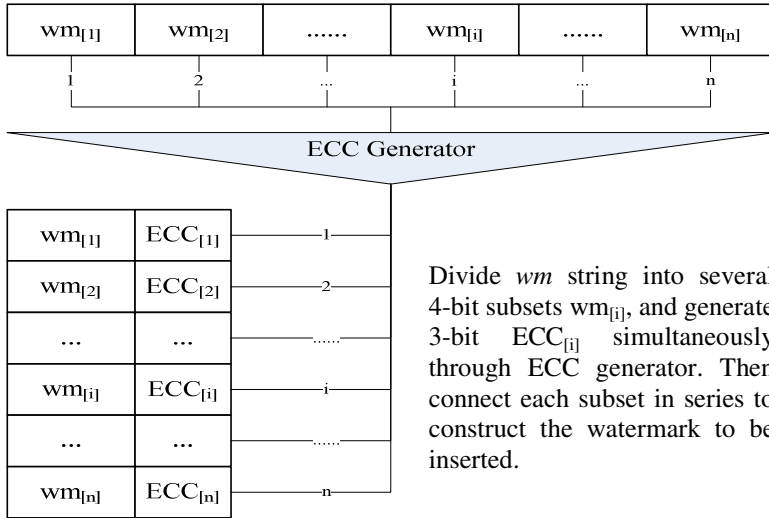 wm[1] wm[2] ...... wm[i] ...... wm[n]
1 2 ... i ... n
ECC Generator
wm[1] ECC[1] 1
wm[2] ECC[2] 2
... ... ......
wm[i] ECC[i] i
... ... ......
wm[n] ECC[n] n
Divide wm string into several
4-bit subsets wm[i], and generate
3-bit ECC[i] simultaneously
through ECC generator. Then
connect each subset in series to
construct the watermark to be
inserted.